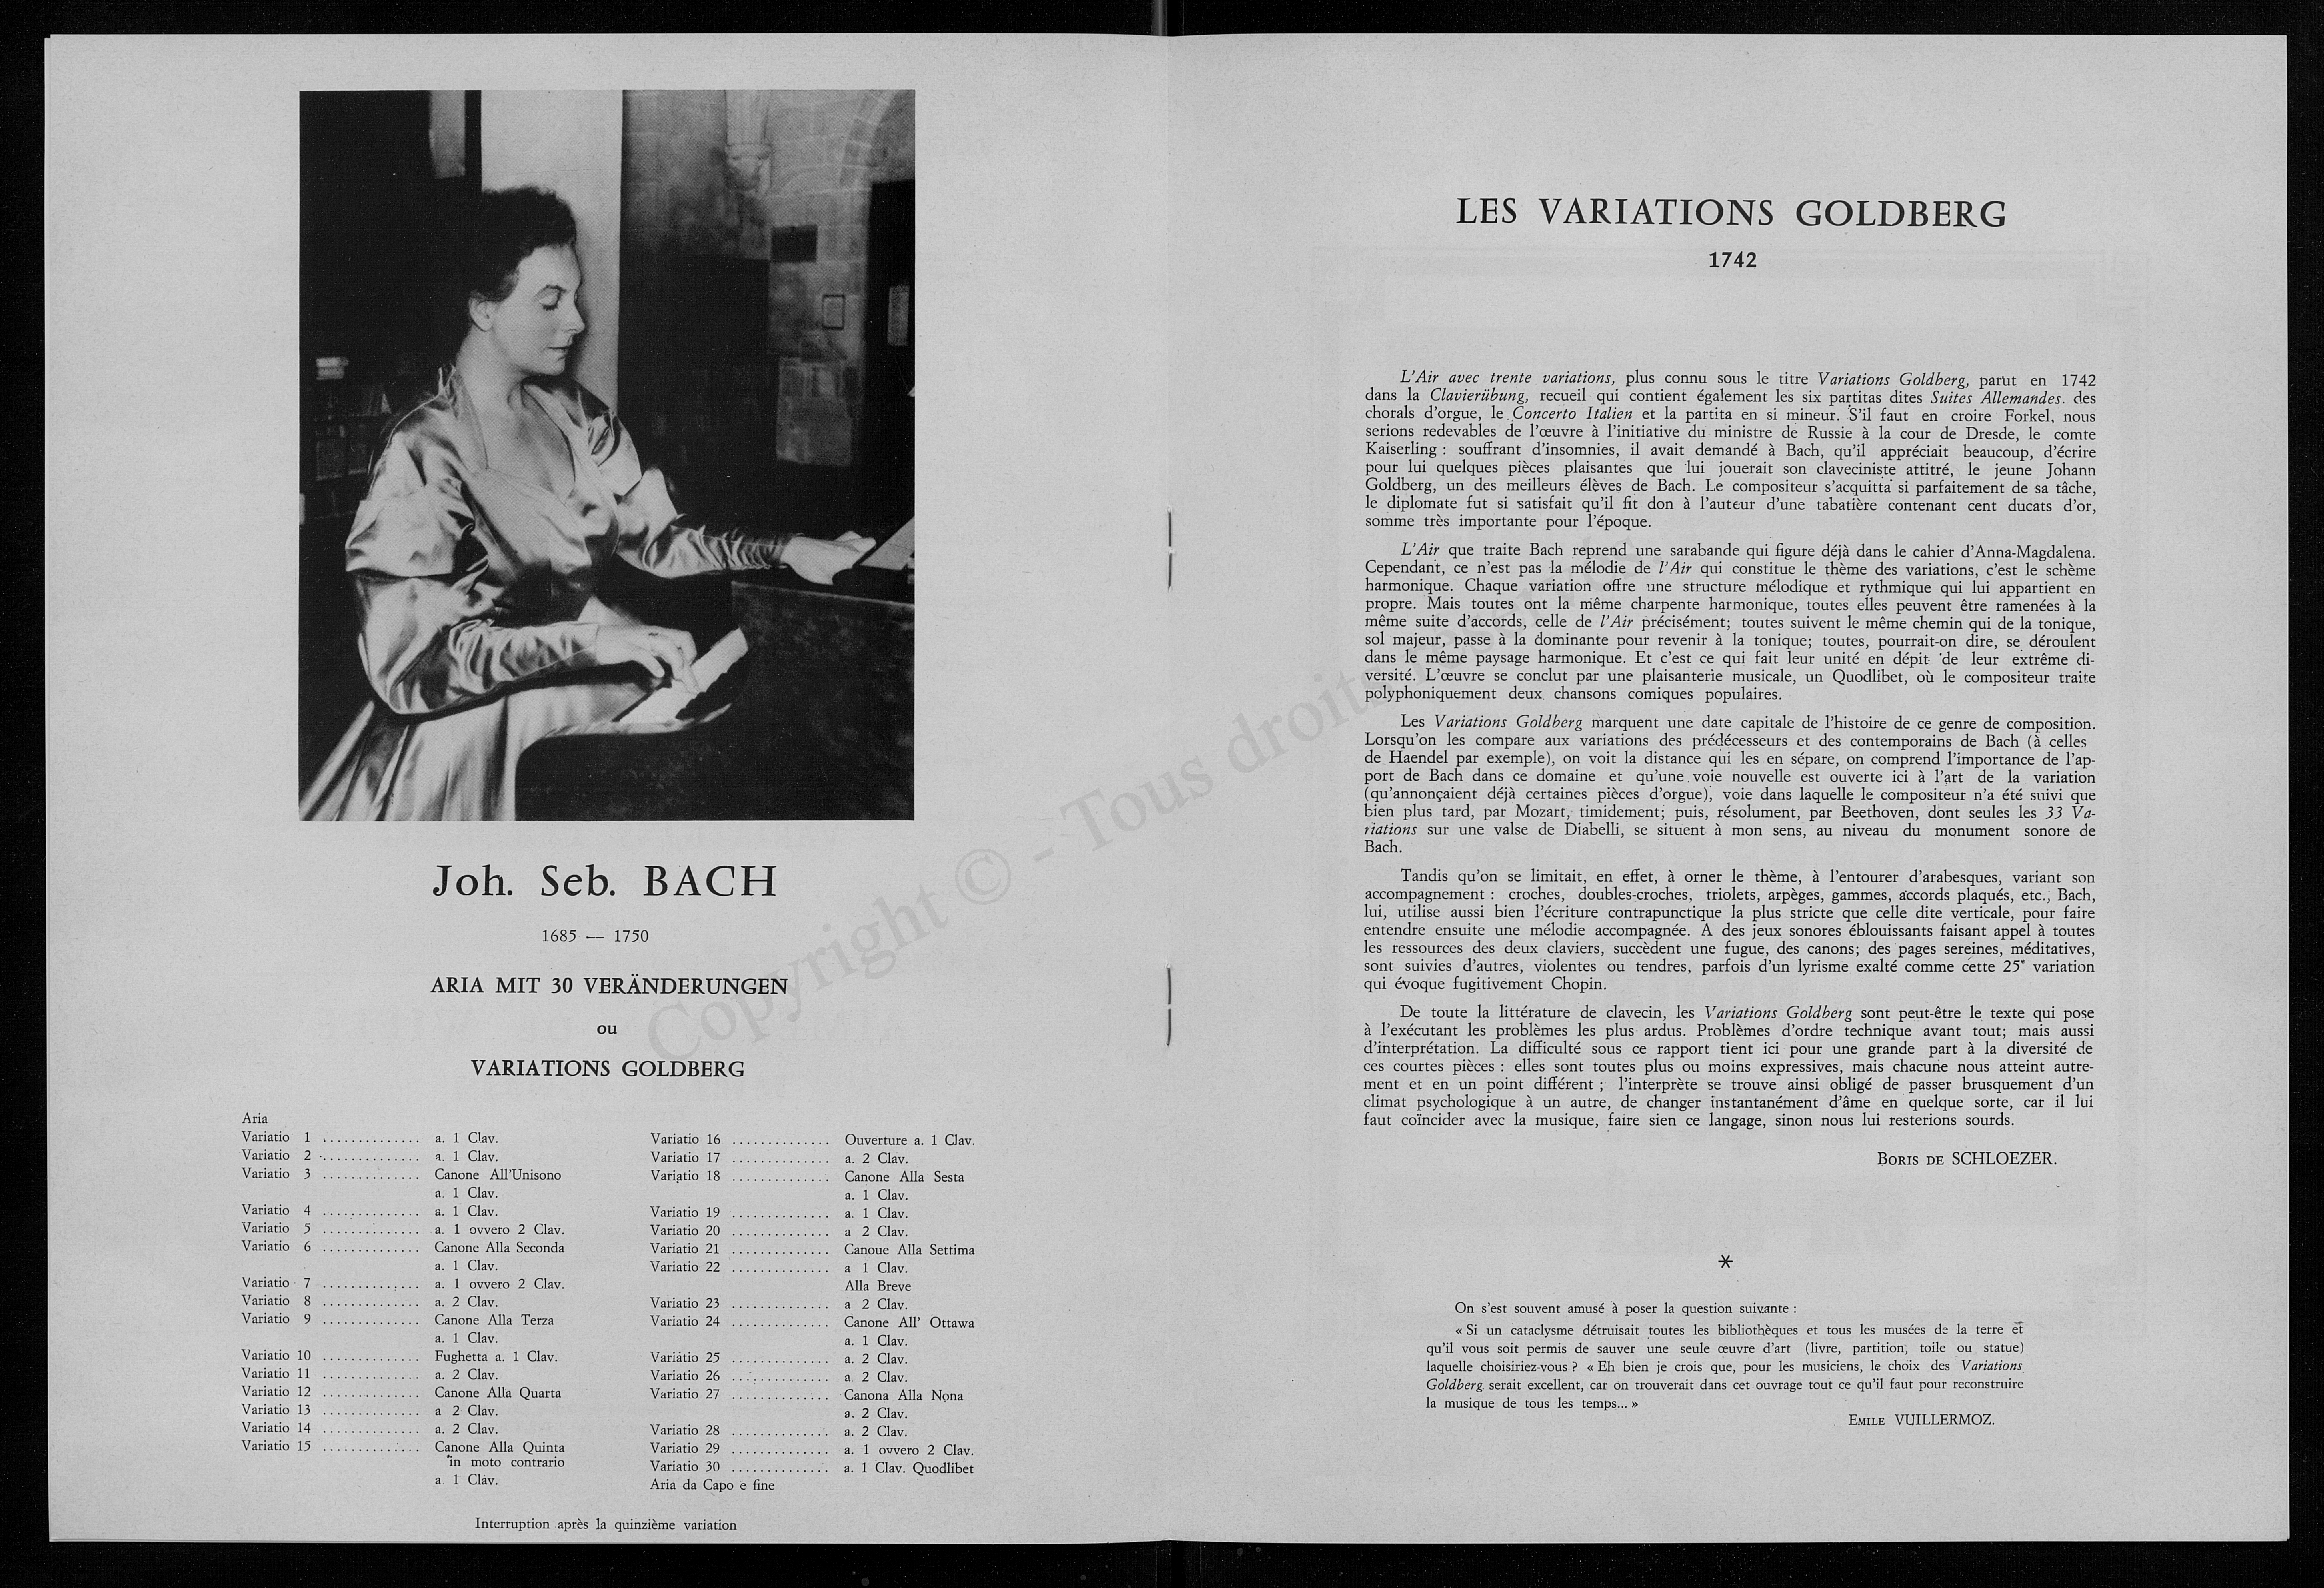 Joh. Seb. BACH
1685 — 1750
ARIA MIT 30 VERÄNDERUNGEN
ou
VARIATIONS GOLDBERG
Aria
Variatio 1 .............. a. 1 Clav.
Variatio 2 .............. a. 1 Clav.
Variatio 3 .............. Canone All'Unisono
a. 1 Clav.
Variatio 4 .............. a. 1 Clav.
Variatio 5 .............. a. 1 ovvero 2 Clav.
Variatio 6 .............. Canone Alla Seconda
a. 1 Clav.
Variatio 7 .............. a. 1 ovvero 2 Clav.
Variatio 8 .............. a. 2 Clav.
Variatio 9 .............. Canone Alla Terza
a. 1 Clav.
Variatio 10 .............. Fughetta a. 1 Clav.
Variatio 11 .............. a. 2 Clav.
Variatio 12 .............. Canone Alla Quarta
Variatio 13 .............. a 2 Clav.
Variatio 14 .............. a. 2 Clav.
Variatio 15 .............. Canone Alla Quinta
in moto contrario
a. 1 Clav.
Variatio 16 .............. Ouverture a. 1 Clav.
Variatio 17 .............. a. 2 Clav.
Variatio 18 .............. Canone Alla Sesta
a. 1 Clav.
Variatio 19 .............. a. 1 Clav.
Variatio 20 .............. a 2 Clav.
Variatio 21 .............. Canoue Alla Settima
Variatio 22 .............. a 1 Clav.
Alla Breve
Variatio 23 .............. a 2 Clav.
Variatio 24 .............. Canone All' Ottawa
a. 1 Clav.
Variatio 25 .............. a. 2 Clav.
Variatio 26 .............. a. 2 Clav.
Variatio 27 .............. Canona Alla Nona
a. 2 Clav.
Variatio 28 .............. a. 2 Clav.
Variatio 29 .............. a. 1 ovvero 2 Clav.
Variatio 30 .............. a. 1 Clav. Quodlibet
Aria da Capo e fine
Interruption après la quinzième variation
Copyright © - Tous droits
LES VARIATIONS GOLDBERG
1742
L'Air avec trente variations, plus connu sous le titre Variations Goldberg, parut en 1742
dans la Clavierübung, recueil qui contient également les six partitas dites Suites Allemandes. des
chorals d'orgue, le Concerto Italien et la partita en si mineur. S'il faut en croire Forkel, nous
serions redevables de l'œuvre à l'initiative du ministre de Russie à la cour de Dresde, le comte
Kaiserling : souffrant d'insomnies, il avait demandé à Bach, qu'il appréciait beaucoup, d'écrire
pour lui quelques pièces plaisantes que lui jouerait son claveciniste attitré, le jeune Johann
Goldberg, un des meilleurs élèves de Bach. Le compositeur s'acquitta si parfaitement de sa tâche,
le diplomate fut si satisfait qu'il fit don à l'auteur d'une tabatière contenant cent ducats d'or,
somme très importante pour l'époque.
L'Air que traite Bach reprend une sarabande qui figure déjà dans le cahier d'Anna-Magdalena.
Cependant, ce n'est pas la mélodie de l'Air qui constitue le thème des variations, c'est le schème
harmonique. Chaque variation offre une structure mélodique et rythmique qui lui appartient en
propre. Mais toutes ont la même charpente harmonique, toutes elles peuvent être ramenées à la
même suite d'accords, celle de l'Air précisément; toutes suivent le même chemin qui de la tonique,
sol majeur, passe à la dominante pour revenir à la tonique; toutes, pourrait-on dire, se déroulent
dans le même paysage harmonique. Et c'est ce qui fait leur unité en dépit de leur extrême di-
versité. L'œuvre se conclut par une plaisanterie musicale, un Quodlibet, où le compositeur traite
polyphoniquement deux chansons comiques populaires.
Les Variations Goldberg marquent une date capitale de l'histoire de ce genre de composition.
Lorsqu'on les compare aux variations des prédécesseurs et des contemporains de Bach (à celles
de Haendel par exemple), on voit la distance qui les en sépare, on comprend l'importance de l'ap-
port de Bach dans ce domaine et qu'une voie nouvelle est ouverte ici à l'art de la variation
(qu'annonçaient déjà certaines pièces d'orgue), voie dans laquelle le compositeur n'a été suivi que
bien plus tard, par Mozart, timidement; puis, résolument, par Beethoven, dont seules les 33 Va-
riations sur une valse de Diabelli, se situent à mon sens, au niveau du monument sonore de
Bach.
Tandis qu'on se limitait, en effet, à orner le thème, à l'entourer d'arabesques, variant son
accompagnement : croches, doubles-croches, triolets, arpèges, gammes, accords plaqués, etc., Bach,
lui, utilise aussi bien l'écriture contrapunctique la plus stricte que celle dite verticale, pour faire
entendre ensuite une mélodie accompagnée. A des jeux sonores éblouissants faisant appel à toutes
les ressources des deux claviers, succèdent une fugue, des canons; des pages sereines, méditatives,
sont suivies d'autres, violentes ou tendres, parfois d'un lyrisme exalté comme cette 25e variation
qui évoque fugitivement Chopin.
De toute la littérature de clavecin, les Variations Goldberg sont peut-être le texte qui pose
à l'exécutant les problèmes les plus ardus. Problèmes d'ordre technique avant tout; mais aussi
d'interprétation. La difficulté sous ce rapport tient ici pour une grande part à la diversité de
ces courtes pièces : elles sont toutes plus ou moins expressives, mais chacune nous atteint autre-
ment et en un point différent ; l'interprète se trouve ainsi obligé de passer brusquement d'un
climat psychologique à un autre, de changer instantanément d'âme en quelque sorte, car il lui
faut coïncider avec la musique, faire sien ce langage, sinon nous lui resterions sourds.
BORIS DE SCHLOEZER.
*
On s'est souvent amusé à poser la question suivante :
« Si un cataclysme détruisait toutes les bibliothèques et tous les musées de la terre et
qu'il vous soit permis de sauver une seule œuvre d'art (livre, partition, toile ou statue)
laquelle choisiriez-vous ? « Eh bien je crois que, pour les musiciens, le choix des Variations
Goldberg serait excellent, car on trouverait dans cet ouvrage tout ce qu'il faut pour reconstruire
la musique de tous les temps... »
EMILE VUILLERMOZ.